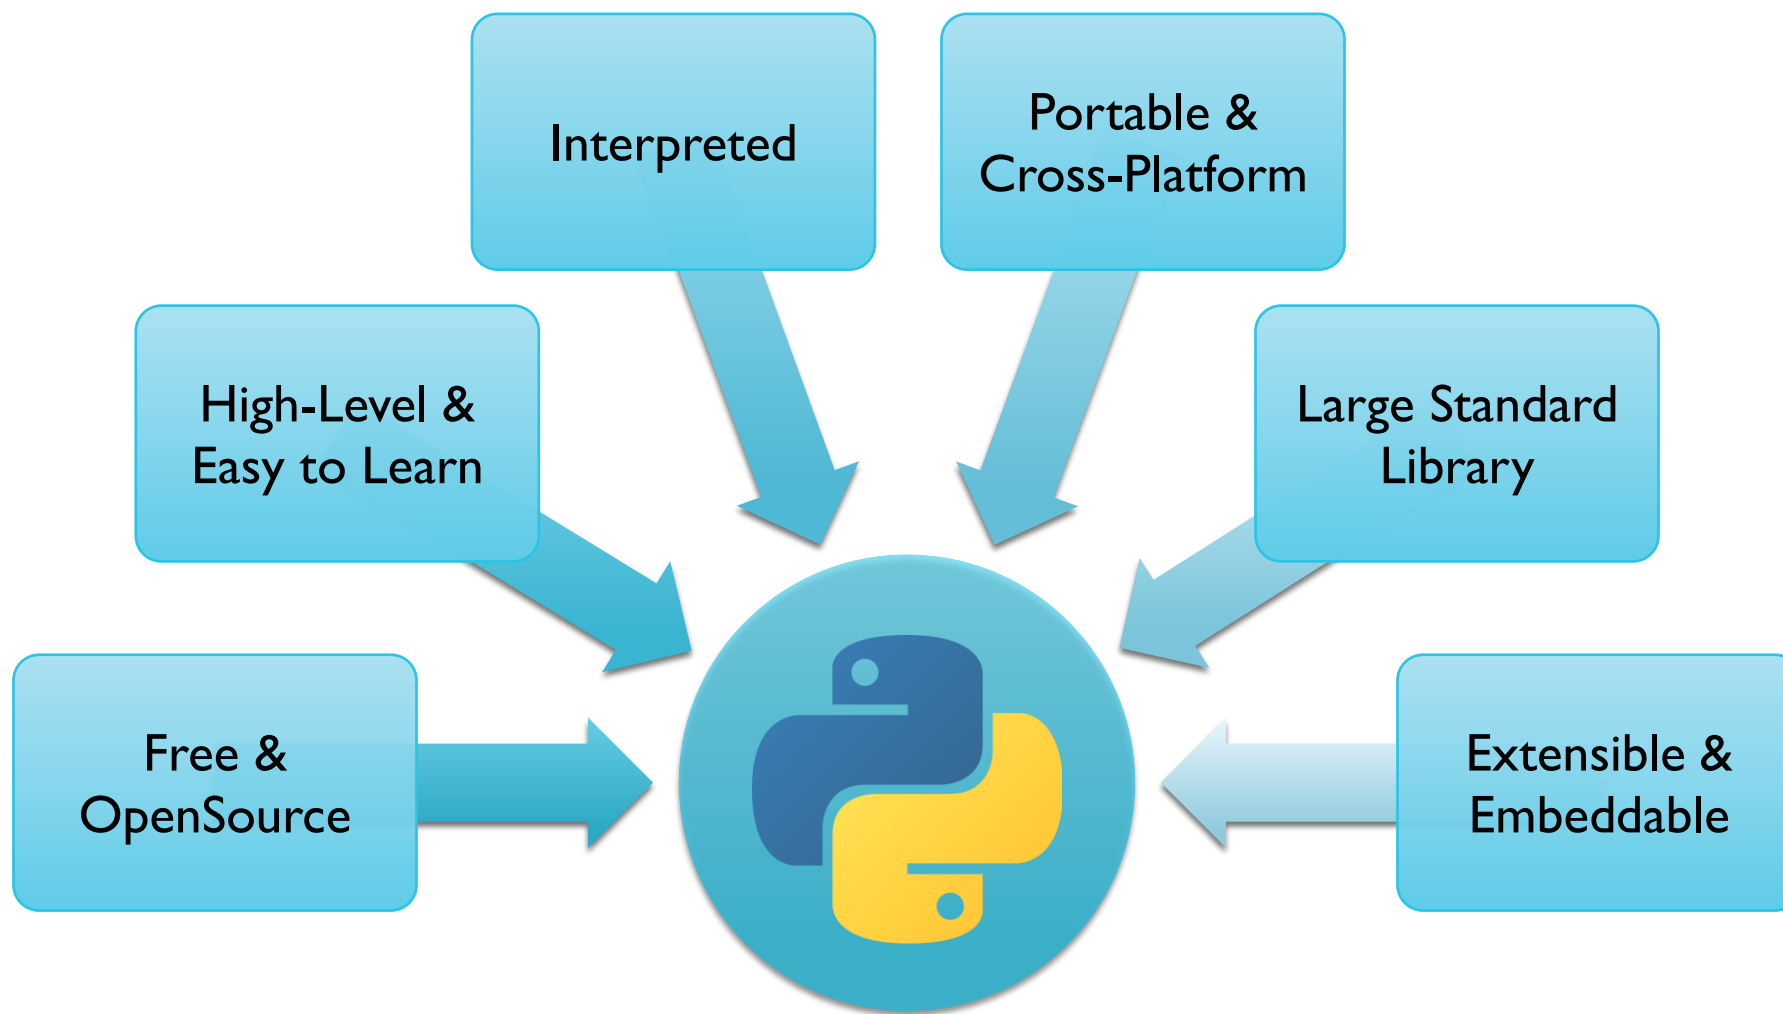 Interpreted
Portable &
Cross-Platform
High-Level &
Easy to Learn
Large Standard
Library
Free &
OpenSource
Extensible &
Embeddable